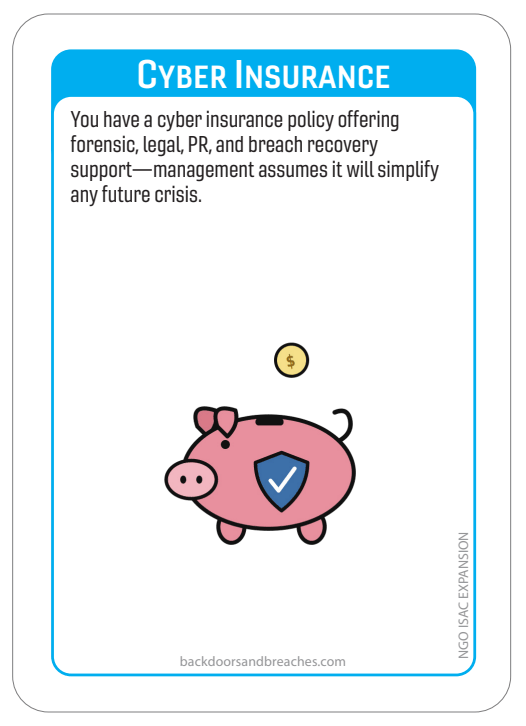 CYBER INSURANCE
You have a cyber insurance policy offering
forensic, legal, PR, and breach recovery
support—management assumes it will simplify
any future crisis.
$
NGO ISAC EXPANSION
backdoorsandbreaches.com